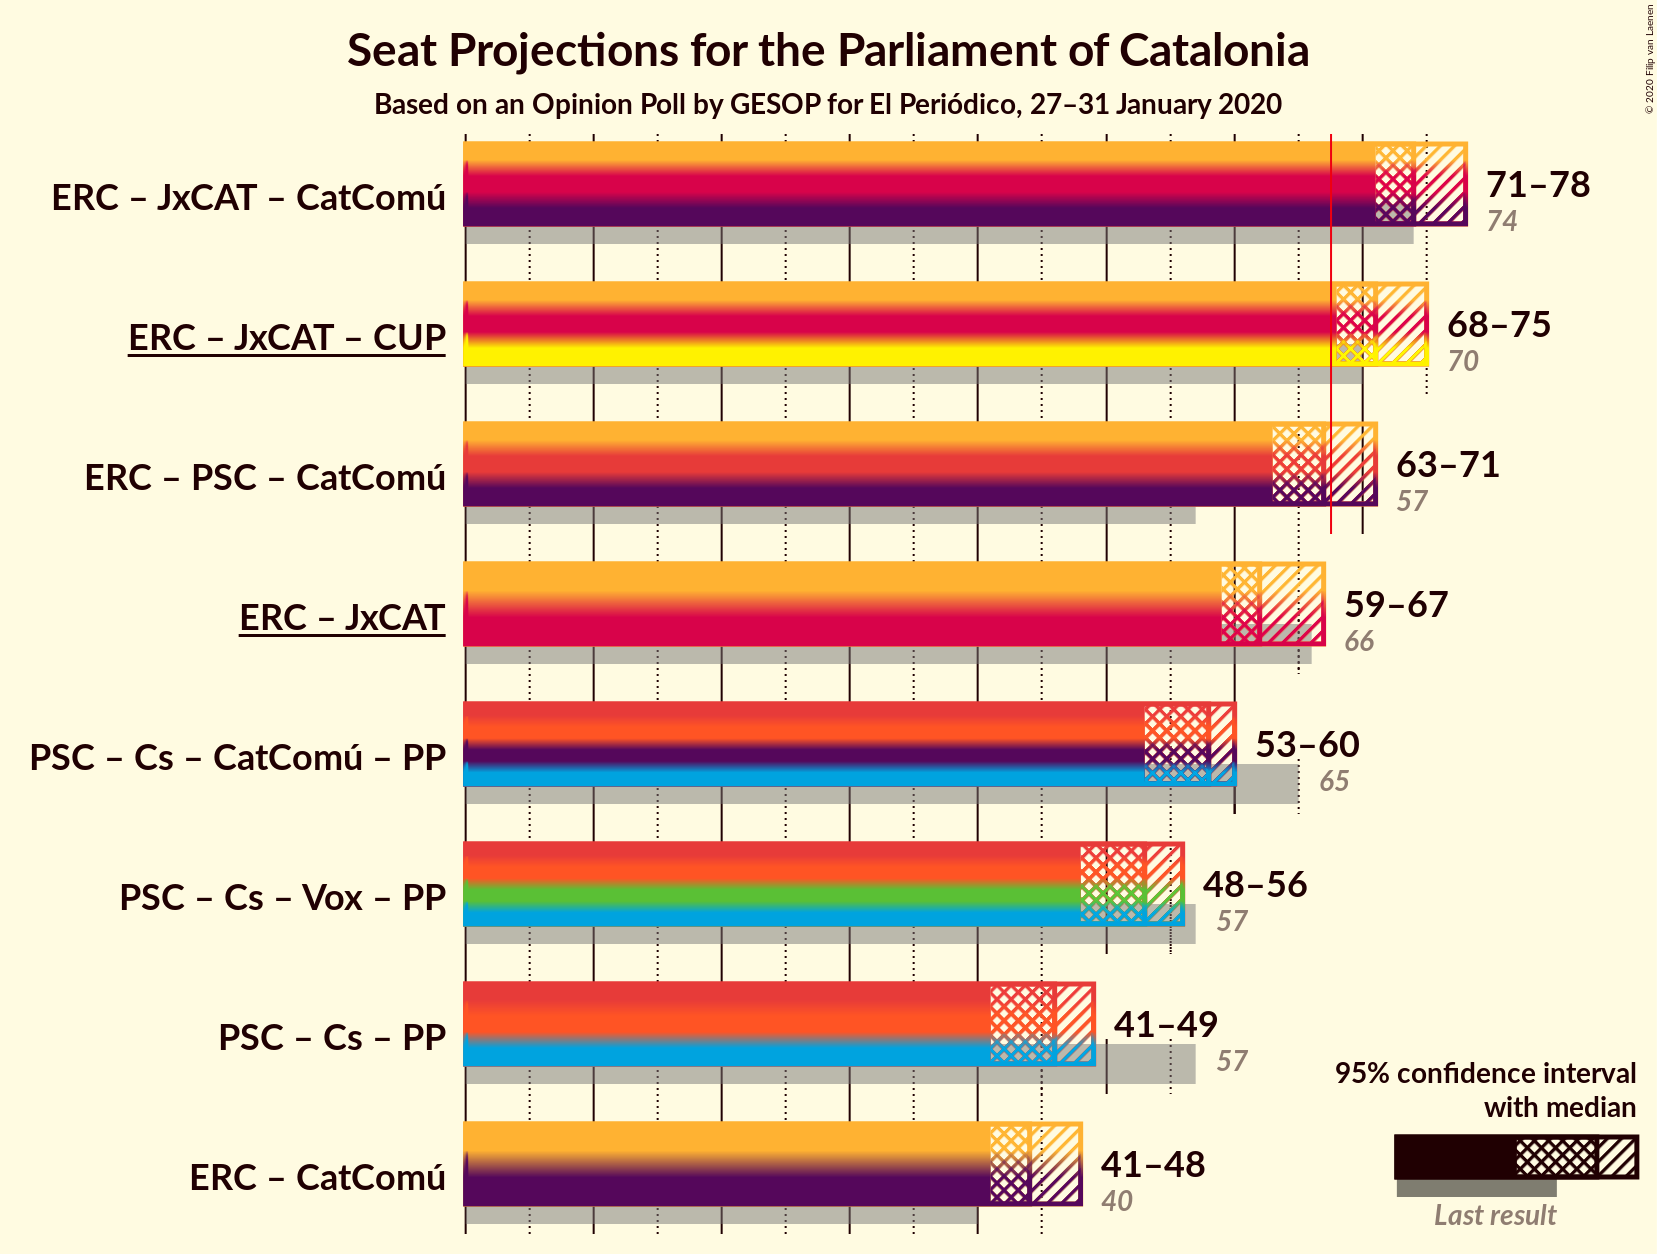 Seat Projections for the Parliament of Catalonia
Based on an Opinion Poll by GESOP for El Periódico, 27–31 January 2020
© 2020 Filip van Laenen
ERC – JxCAT – CatComú
71–78
74
ERC – JxCAT – CUP
68–75
70
ERC – PSC – CatComú
63–71
57
ERC – JxCAT
59–67
66
PSC – Cs – CatComú – PP
53–60
65
PSC – Cs – Vox – PP
48–56
57
PSC – Cs – PP
41–49
57
ERC – CatComú
41–48
40
95% confidence interval
with median
Last result